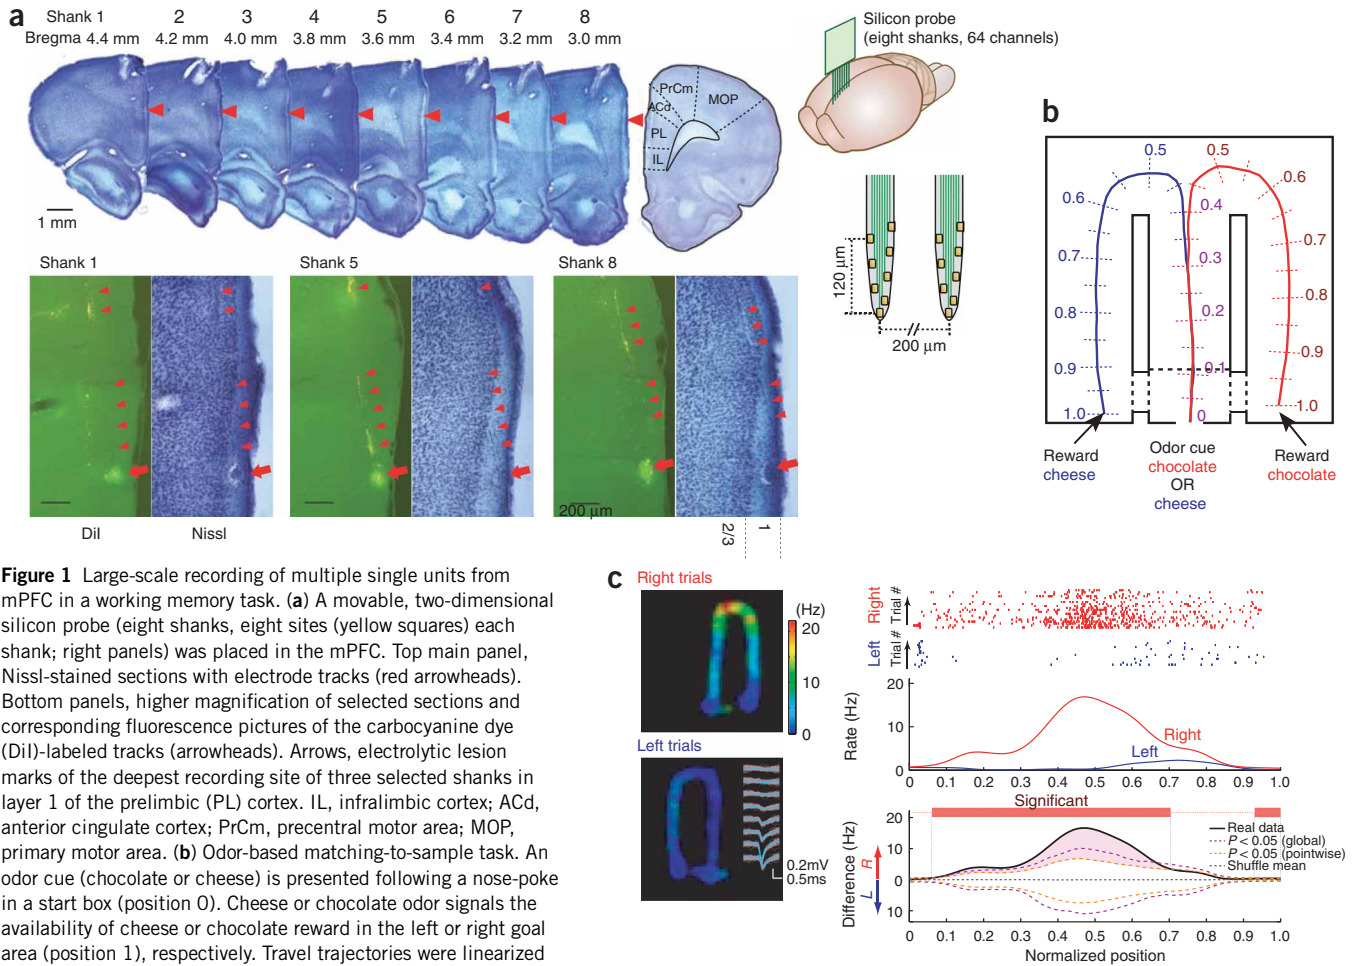 a
Shank 1 2 3 4 5 6 7 8
Bregma 4.4 mm 4.2 mm 4.0 mm 3.8 mm 3.6 mm 3.4 mm 3.2 mm 3.0 mm
PrCm
MOP
ACd
PL
IL
1 mm
Silicon probe
(eight shanks, 64 channels)
120 μm
200 μm
Shank 1
Shank 5
Shank 8
200 μm
DiI
Nissl
2/3
1
b
0.5
0.5
0.6
0.6
0.4
0.7
0.7
0.3
0.8
0.8
0.2
0.9
0.9
0.1
1.0
1.0
0
Reward
cheese
Odor cue
chocolate
OR
cheese
Reward
chocolate
Figure 1 Large-scale recording of multiple single units from
mPFC in a working memory task. (a) A movable, two-dimensional
silicon probe (eight shanks, eight sites (yellow squres) each
shank; right panels) was placed in the mPFC. Top main panel,
Nissl-stained sections with electrode tracks (red arrowheads).
Bottom panels, higher magnification of selected sections and
corresponding fluorescence pictures of the carbocyanine dye
(DiI)-labeled tracks (arrowheads). Arrows, electrolytic lesion
marks of the deepest recording site of three selected shanks in
layer 1 of the prelimbic (PL) cortex. IL, infralimbic cortex; ACd,
anterior cingulate cortex; PrCm, precentral motor area; MOP,
primary motor area. (b) Odor-based matching-to-sample task. An
odor cue (chocolate or cheese) is presented following a nose-poke
in a start box (position 0). Cheese or chocolate odor signals the
availability of cheese or chocolate reward in the left or right goal
area (position 1), respectively. Travel trajectories were linearized
c
Right trials
(Hz)
20
10
0
Left trials
0.2mV
0.5ms
Right
Trial #
Left
Trial #
20
10
0
Rate (Hz)
Right
Left
0 0.1 0.2 0.3 0.4 0.5 0.6 0.7 0.8 0.9 1.0
Significant
20
10
0
10
Difference (Hz)
L R
Real data
P < 0.05 (global)
P < 0.05 (pointwise)
Shuffle mean
0 0.1 0.2 0.3 0.4 0.5 0.6 0.7 0.8 0.9 1.0
Normalized position